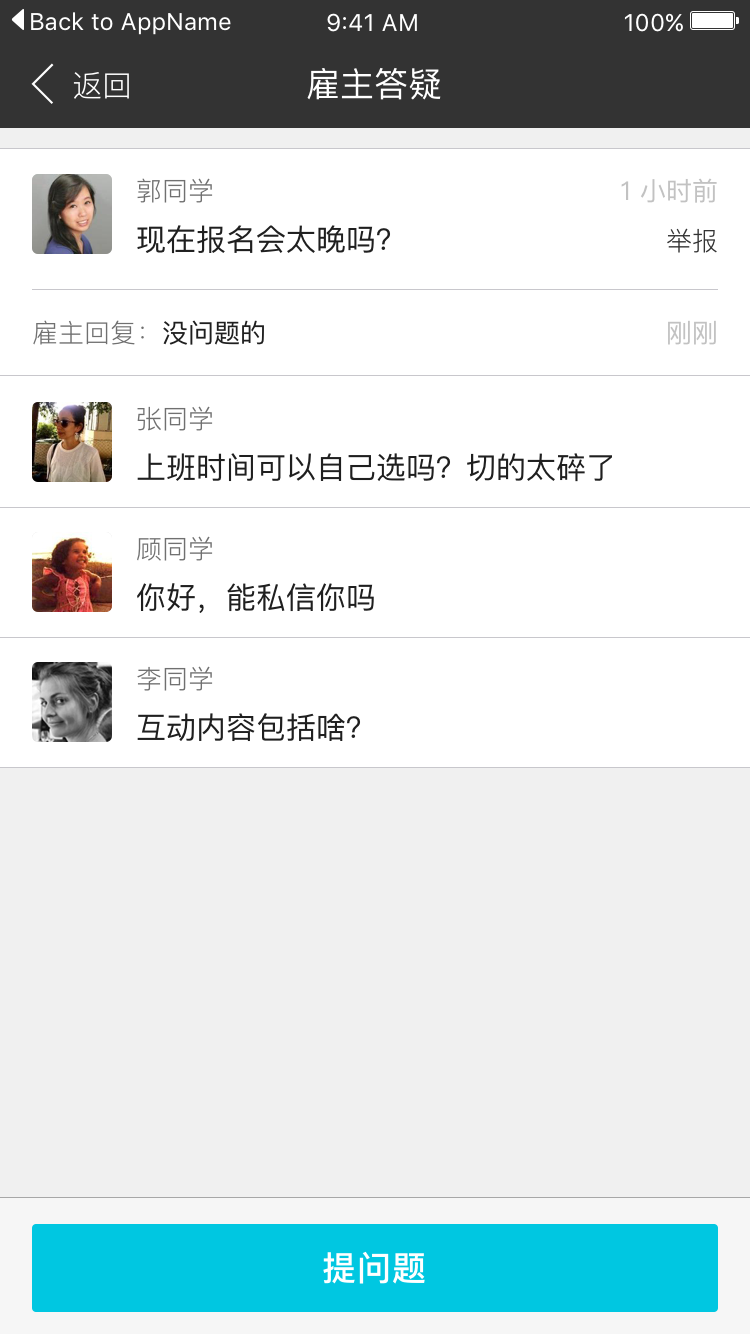 Back to AppName 9:41 AM 100%
返回 雇主答疑
郭同学 1 小时前
现在报名会太晚吗? 举报
雇主回复: 没问题的 刚刚
张同学
上班时间可以自己选吗? 切的太碎了
顾同学
你好，能私信你吗
李同学
互动内容包括啥?
提问题